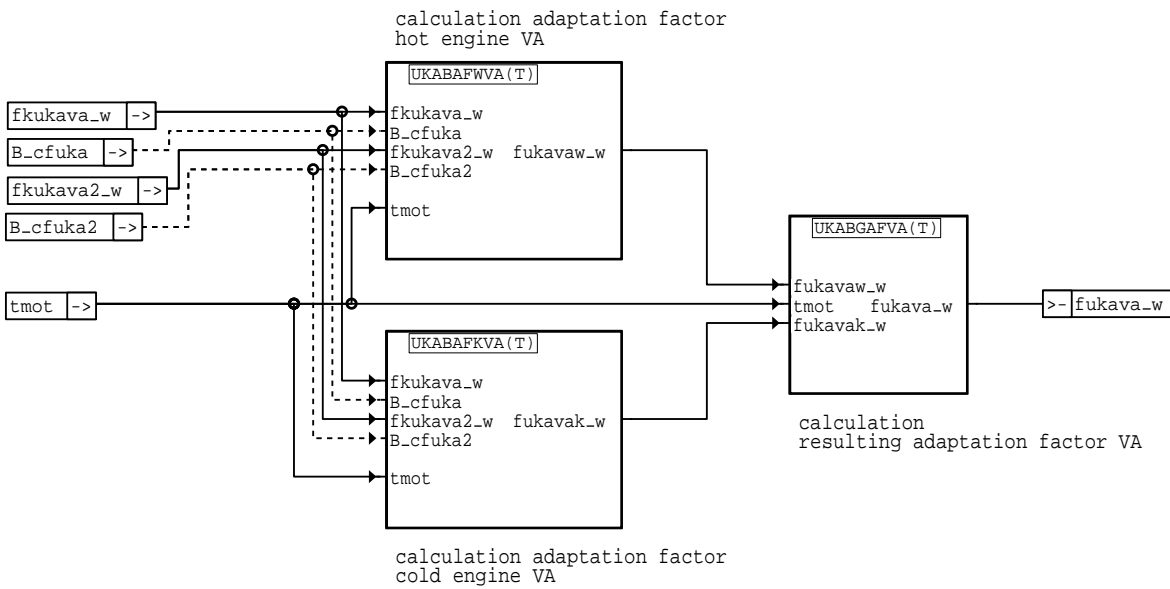 calculation adaptation factor
hot engine VA
UKABAFWVA(T)
fkukava_w ->
B_cfuka ->
fkukava2_w ->
B_cfuka2 ->
tmot ->
fkukava_w
B_cfuka
fkukava2_w fukavaw_w
B_cfuka2
tmot
UKABGAFVA(T)
fukavaw_w
tmot fukava_w
fukavak_w
>- fukava_w
UKABAFKVA(T)
fkukava_w
B_cfuka
fkukava2_w fukavak_w
B_cfuka2
tmot
calculation
resulting adaptation factor VA
calculation adaptation factor
cold engine VA